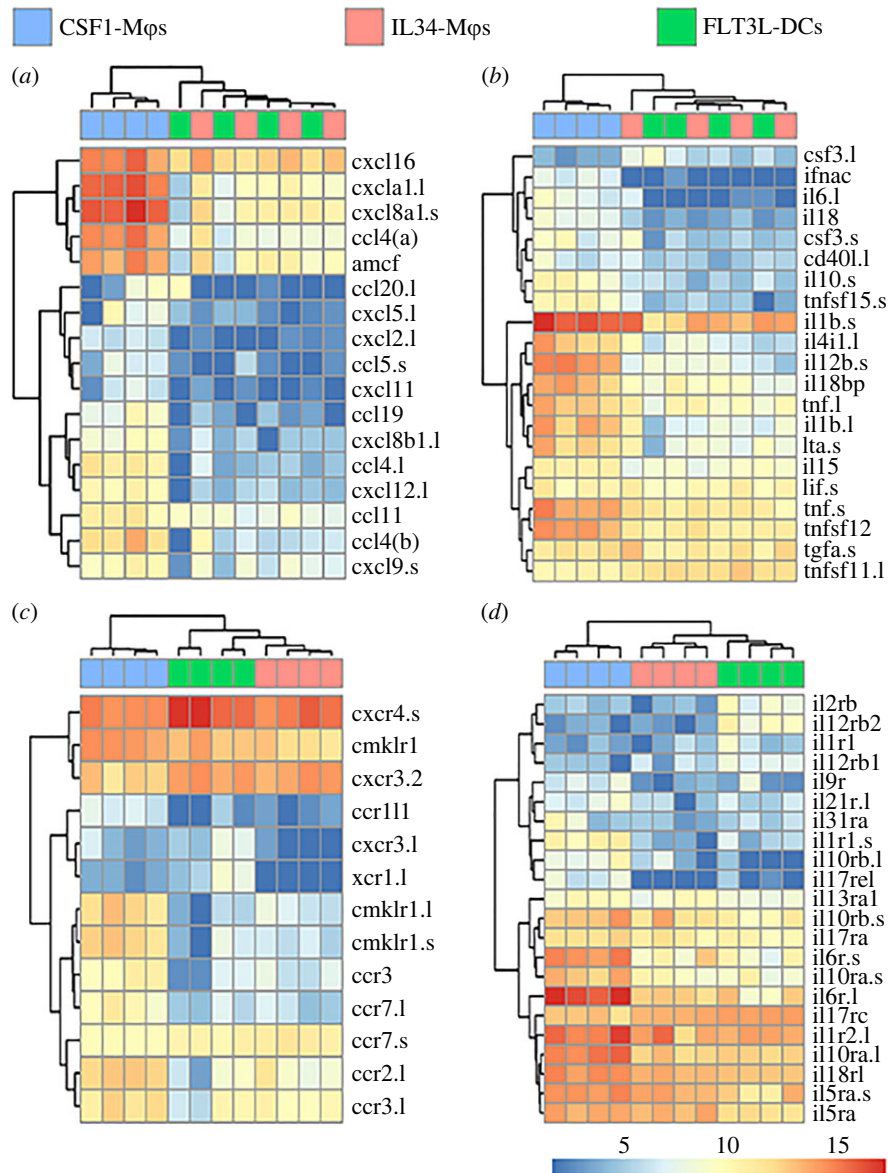 CSF1-Mφs
IL34-Mφs
FLT3L-DCs
(a)
cxcl16
cxcla1.l
cxcl8a1.s
ccl4(a)
amcf
ccl20.l
cxcl5.l
cxcl2.l
ccl5.s
cxcl11
ccl19
cxcl8b1.l
ccl4.l
cxcl12.l
ccl11
ccl4(b)
cxcl9.s
(b)
csf3.l
ifnac
il6.l
il18
csf3.s
cd40l.l
il10.s
tnfsf15.s
il1b.s
il4i1.l
il12b.s
il18bp
tnf.l
il1b.l
lta.s
il15
lif.s
tnf.s
tnfsf12
tgfa.s
tnfsf11.l
(c)
cxcr4.s
cmklr1
cxcr3.2
ccr1ll
cxcr3.l
xcr1.l
cmklr1.l
cmklr1.s
ccr3
ccr7.l
ccr7.s
ccr2.l
ccr3.l
(d)
il2rb
il12rb2
il1r1
il12rb1
il9r
il21r.l
il31ra
il1r1.s
il10rb.l
il17rel
il13ra1
il10rb.s
il17ra
il6r.s
il10ra.s
il6r.l
il17rc
il1r2.l
il10ra.l
il18rl
il5ra.s
il5ra
5 10 15